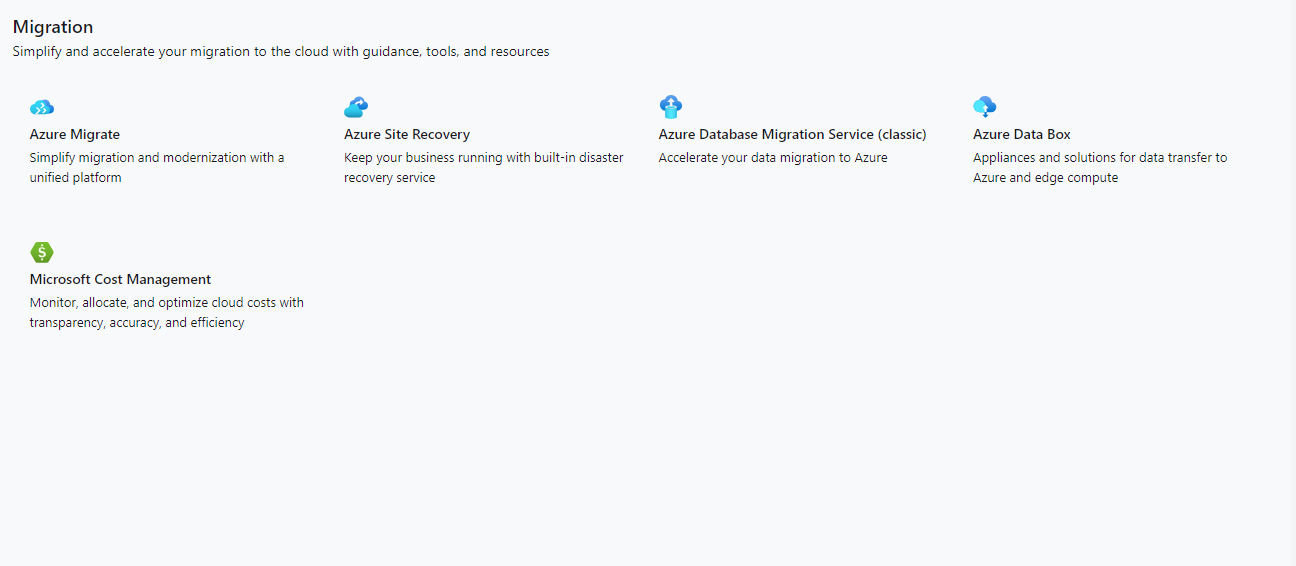 Migration
Simplify and accelerate your migration to the cloud with guidance, tools, and resources
Azure Migrate
Simplify migration and modernization with a
unified platform
Azure Site Recovery
Keep your business running with built-in disaster
recovery service
Azure Database Migration Service (classic)
Accelerate your data migration to Azure
Azure Data Box
Appliances and solutions for data transfer to
Azure and edge compute
$
Microsoft Cost Management
Monitor, allocate, and optimize cloud costs with
transparency, accuracy, and efficiency